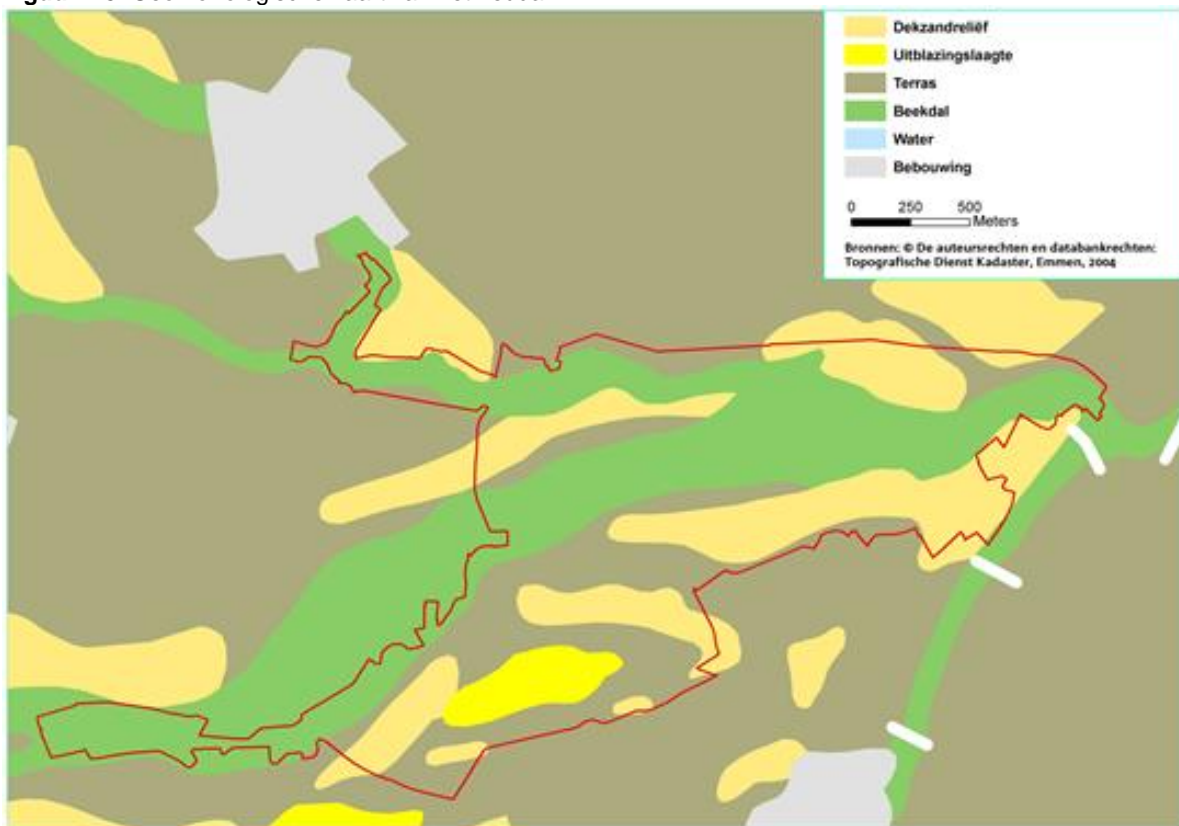 Dekzandreliëf
Uitblazingslaagte
Terras
Beekdal
Water
Bebouwing
0 250 500
Meters
Bronnen: © De auteursrechten en databankrechten:
Topografische Dienst Kadaster, Emmen, 2004